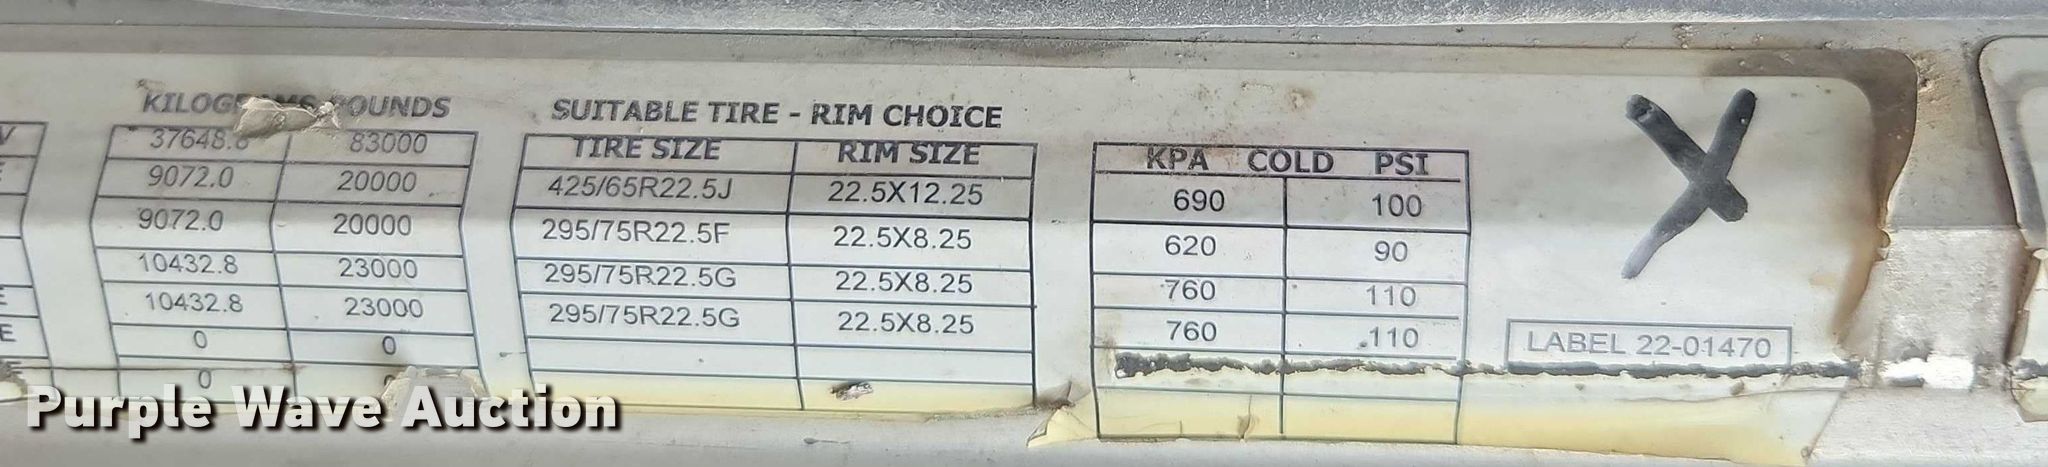 KILOGRAMS POUNDS
V 37648.6 83000
E 9072.0 20000
9072.0 20000
10432.8 23000
E 10432.8 23000
E 0 0
E 0
SUITABLE TIRE - RIM CHOICE
TIRE SIZE RIM SIZE
425/65R22.5J 22.5X12.25
295/75R22.5F 22.5X8.25
295/75R22.5G 22.5X8.25
295/75R22.5G 22.5X8.25
KPA COLD PSI
690 100
620 90
760 110
760 110
LABEL 22-01470
Purple Wave Auction